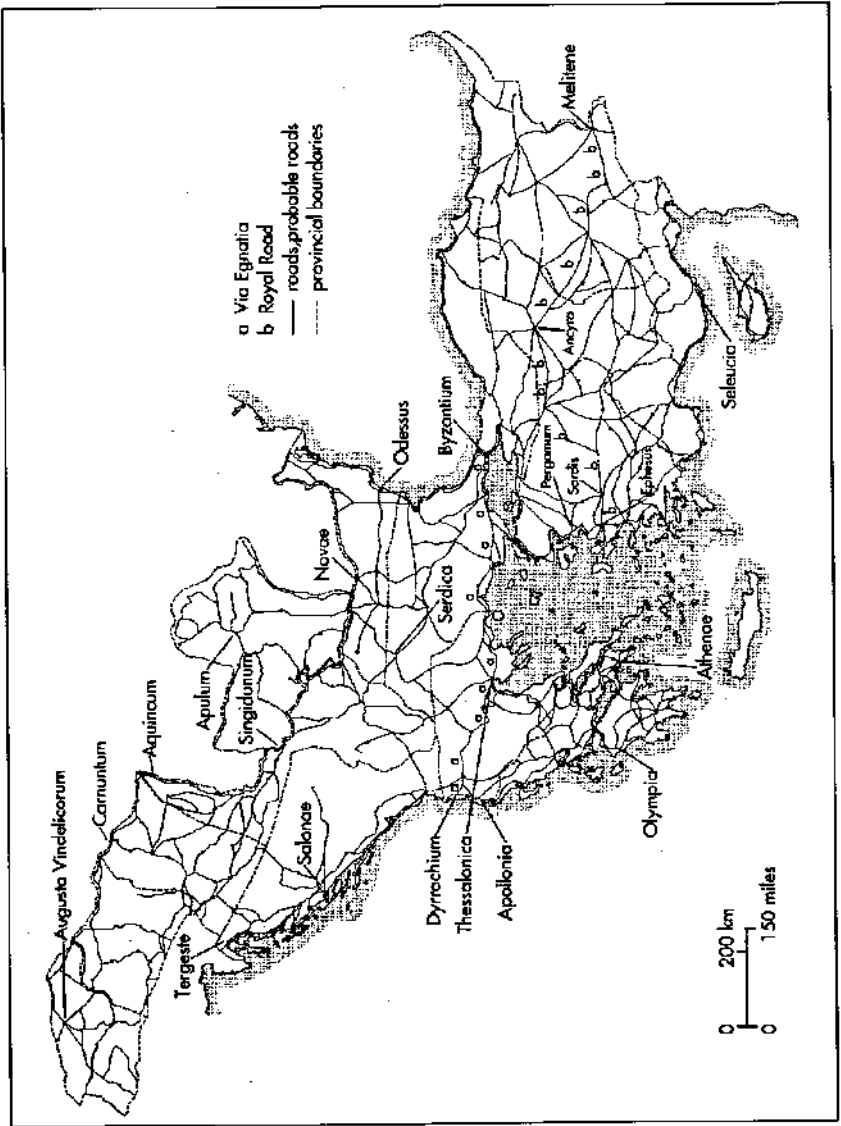 Augusta Vindelicorum
Carnuntum
Aquincum
Tergeste
Apulum
Singidunum
a Via Egnatia
b Royal Road
roads, probable roads
provincial boundaries
Salonae
Novae
Odessus
Serdica
Byzantium
Dyrrachium
Thessalonica
Apollonia
a
a
a
a
a
a
a
a
a
Pergamum
Sardis
Ephesus
Ancyra
Melitene
b
b
b
b
b
b
b
b
b
b
Olympia
Athenae
Seleucia
0 200 km
0 150 miles